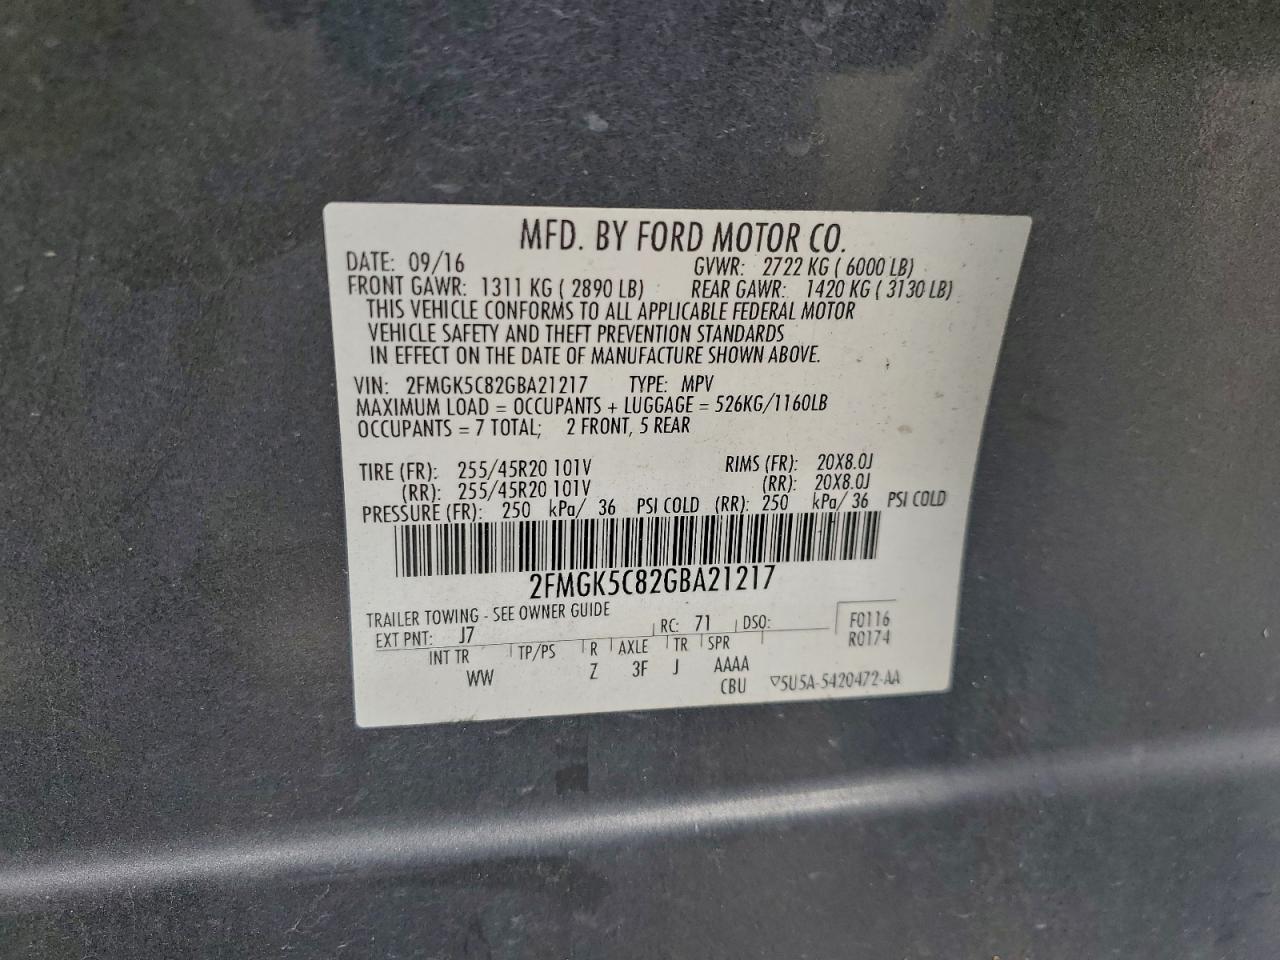 MFD. BY FORD MOTOR CO.
DATE: 09/16 GVWR: 2722 KG ( 6000 LB)
FRONT GAWR: 1311 KG ( 2890 LB) REAR GAWR: 1420 KG ( 3130 LB)
THIS VEHICLE CONFORMS TO ALL APPLICABLE FEDERAL MOTOR
VEHICLE SAFETY AND THEFT PREVENTION STANDARDS
IN EFFECT ON THE DATE OF MANUFACTURE SHOWN ABOVE.
VIN: 2FMGK5C82GBA21217 TYPE: MPV
MAXIMUM LOAD = OCCUPANTS + LUGGAGE = 526KG/1160LB
OCCUPANTS = 7 TOTAL; 2 FRONT, 5 REAR
TIRE (FR): 255/45R20 101V RIMS (FR): 20X8.0J
(RR): 255/45R20 101V (RR): 20X8.0J
PRESSURE (FR): 250 kPa/ 36 PSI COLD (RR): 250 kPa/ 36 PSI COLD
2FMGK5C82GBA21217
TRAILER TOWING - SEE OWNER GUIDE
EXT PNT: J7 RC: 71 DSO: F0116
INT TR TP/PS R AXLE TR SPR R0174
WW Z 3F J AAAA
CBU ▽5U5A-5420472-AA